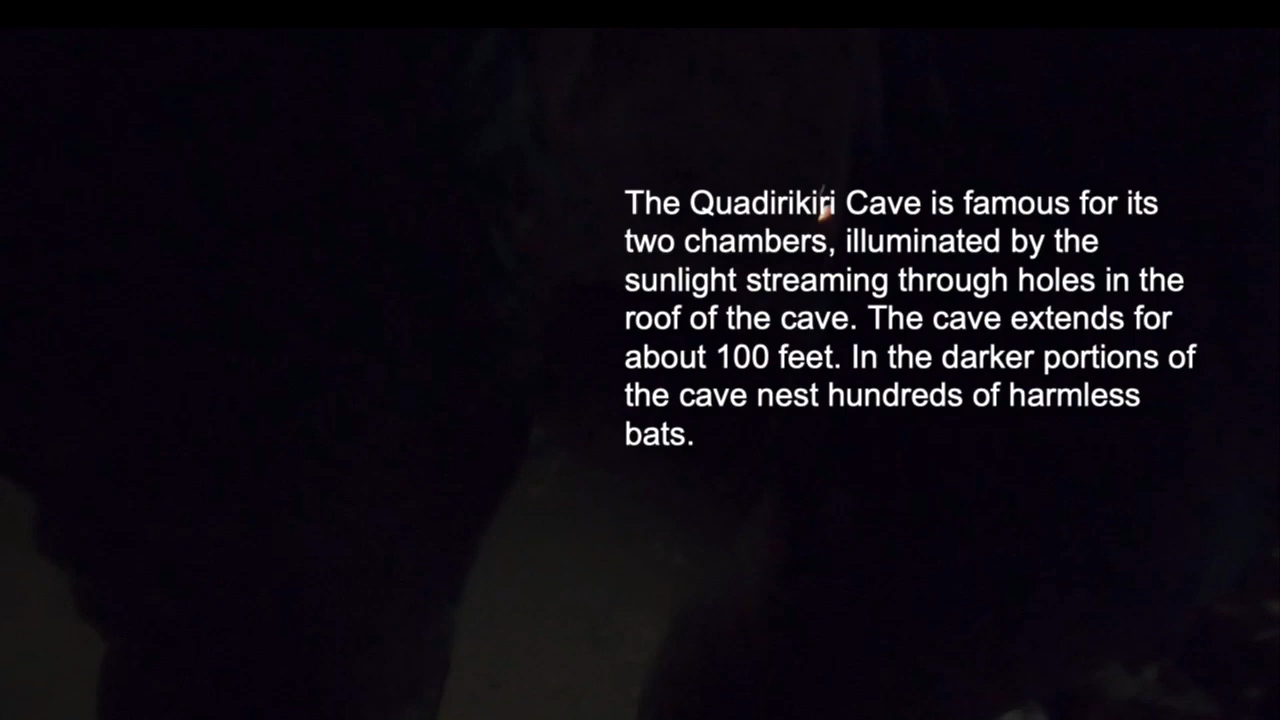 The Quadirikiri Cave is famous for its
two chambers, illuminated by the
sunlight streaming through holes in the
roof of the cave. The cave extends for
about 100 feet. In the darker portions of
the cave nest hundreds of harmless
bats.